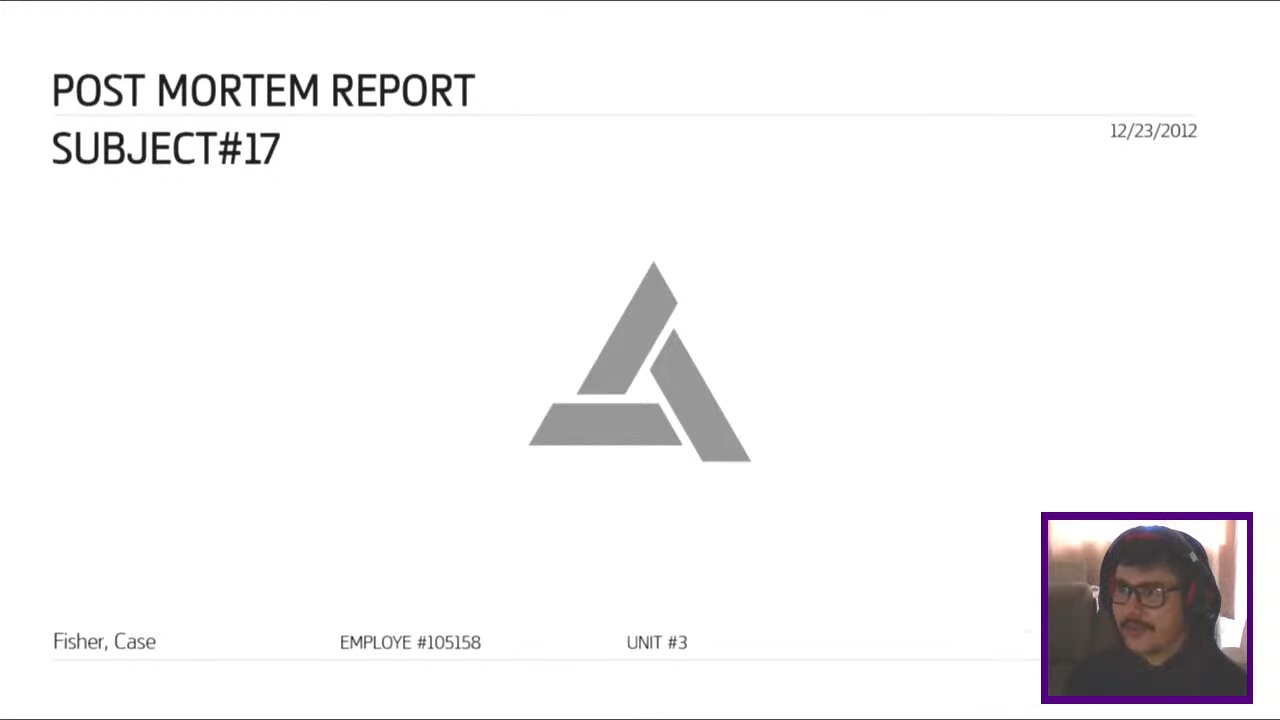 POST MORTEM REPORT
SUBJECT#17
12/23/2012
Fisher, Case
EMPLOYE #105158
UNIT #3